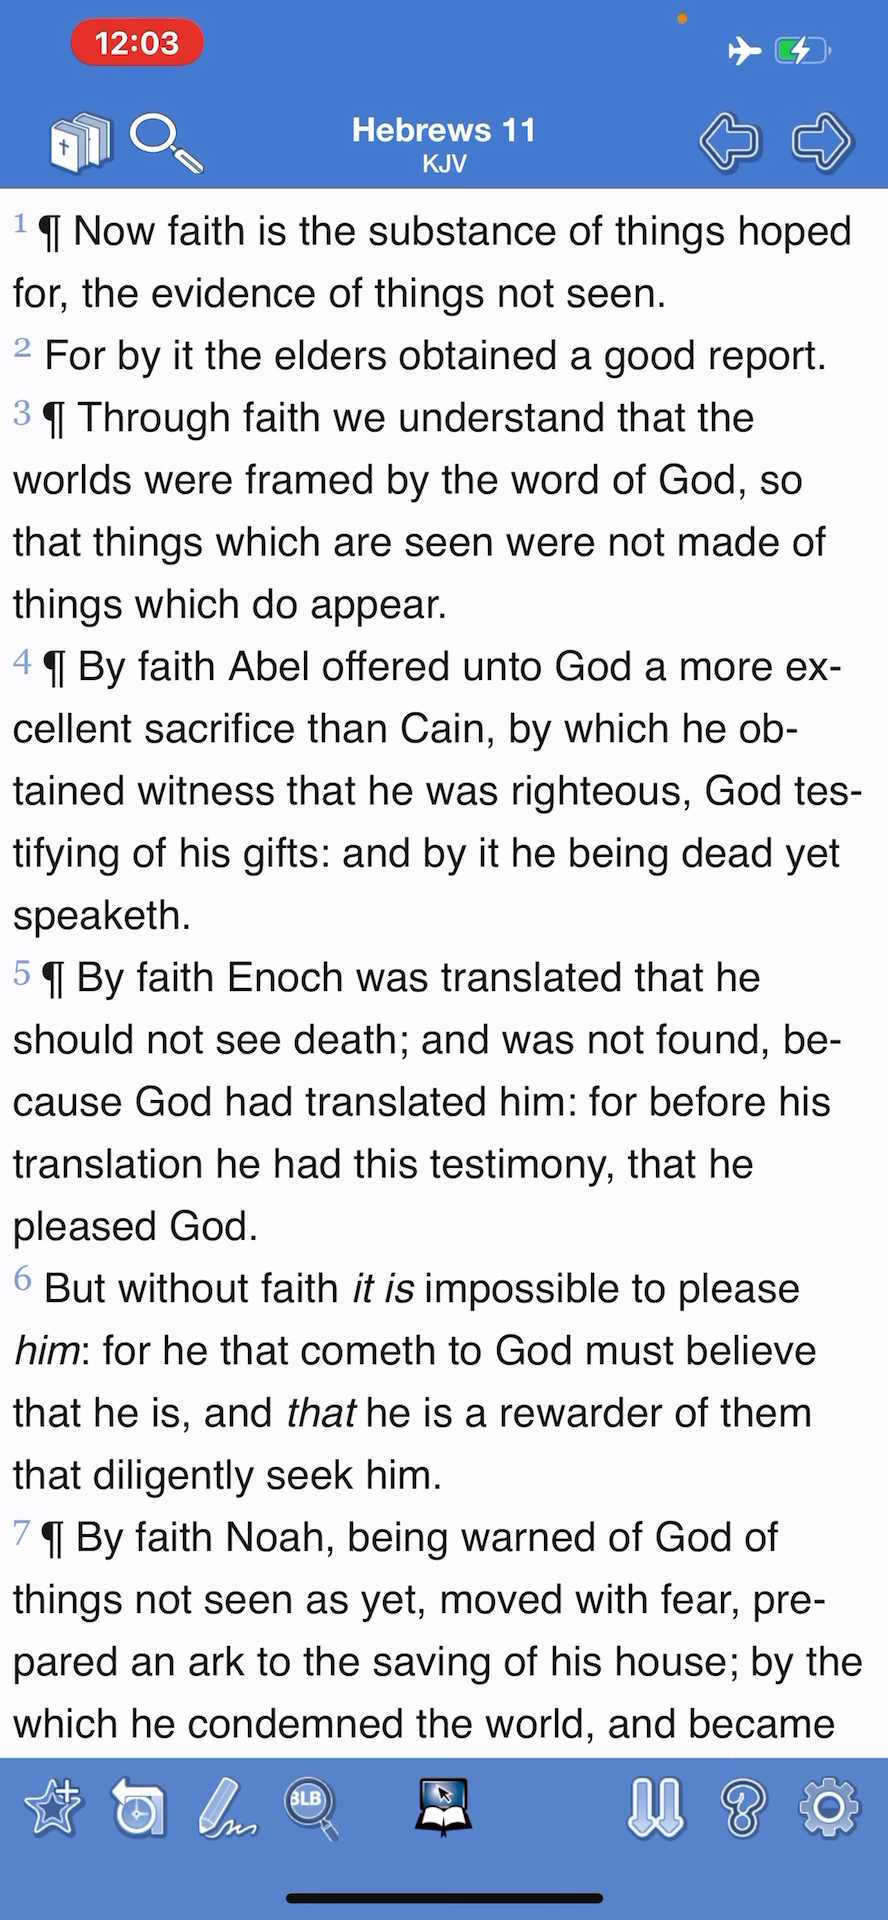 12:03
Hebrews 11
KJV
1 ¶ Now faith is the substance of things hoped
for, the evidence of things not seen.
2 For by it the elders obtained a good report.
3 ¶ Through faith we understand that the
worlds were framed by the word of God, so
that things which are seen were not made of
things which do appear.
4 ¶ By faith Abel offered unto God a more ex-
cellent sacrifice than Cain, by which he ob-
tained witness that he was righteous, God tes-
tifying of his gifts: and by it he being dead yet
speaketh.
5 ¶ By faith Enoch was translated that he
should not see death; and was not found, be-
cause God had translated him: for before his
translation he had this testimony, that he
pleased God.
6 But without faith it is impossible to please
him: for he that cometh to God must believe
that he is, and that he is a rewarder of them
that diligently seek him.
7 ¶ By faith Noah, being warned of God of
things not seen as yet, moved with fear, pre-
pared an ark to the saving of his house; by the
which he condemned the world, and became
BLB